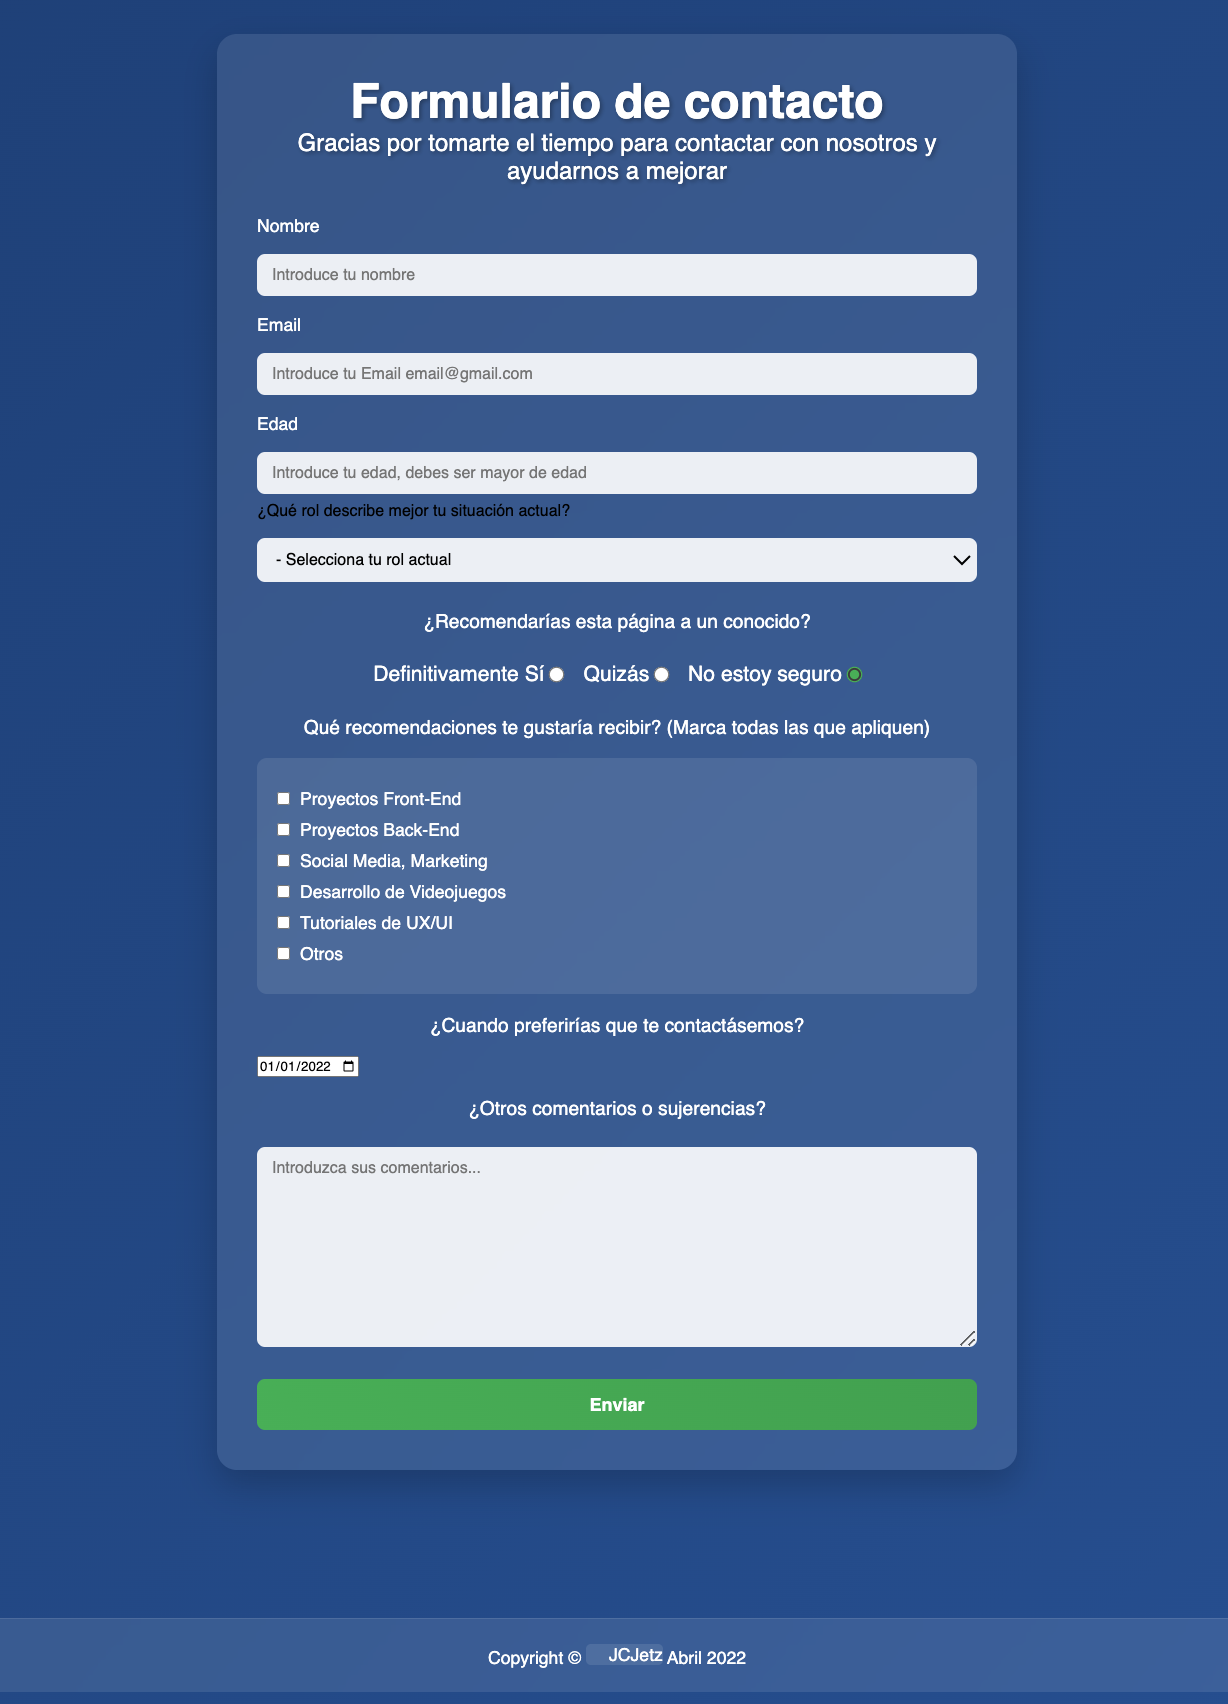 Formulario de contacto
Gracias por tomarte el tiempo para contactar con nosotros y
ayudarnos a mejorar
Nombre
Introduce tu nombre
Email
Introduce tu Email email@gmail.com
Edad
Introduce tu edad, debes ser mayor de edad
¿Qué rol describe mejor tu situación actual?
- Selecciona tu rol actual
¿Recomendarías esta página a un conocido?
Definitivamente Sí Quizás No estoy seguro
Qué recomendaciones te gustaría recibir? (Marca todas las que apliquen)
Proyectos Front-End
Proyectos Back-End
Social Media, Marketing
Desarrollo de Videojuegos
Tutoriales de UX/UI
Otros
¿Cuando preferirías que te contactásemos?
01/01/2022
¿Otros comentarios o sujerencias?
Introduzca sus comentarios...
Enviar
Copyright © JCJetz Abril 2022